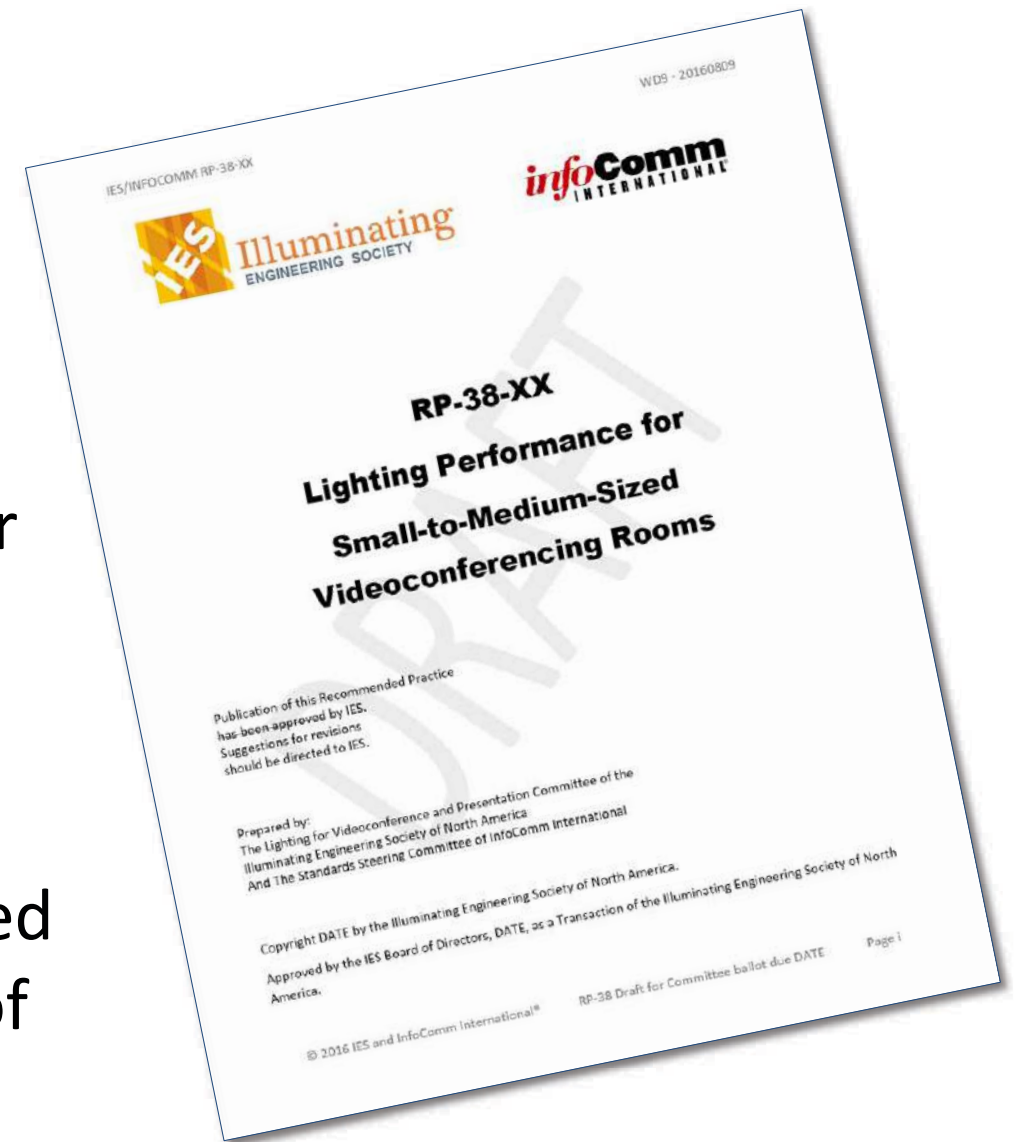 r
ed
of
WD9 - 20160809
IES/INFOCOMM RP-38-XX
infoComm
INTERNATIONAL
IES
Illuminating
ENGINEERING SOCIETY
DRAFT
RP-38-XX
Lighting Performance for
Small-to-Medium-Sized
Videoconferencing Rooms
Publication of this Recommended Practice
has been approved by IES.
Suggestions for revisions
should be directed to IES.
Prepared by:
The Lighting for Videoconference and Presentation Committee of the
Illuminating Engineering Society of North America
And The Standards Steering Committee of InfoComm International
Copyright DATE by the Illuminating Engineering Society of North America.
Approved by the IES Board of Directors, DATE, as a Transaction of the Illuminating Engineering Society of North
America.
© 2016 IES and InfoComm International® RP-38 Draft for Committee ballot due DATE Page i